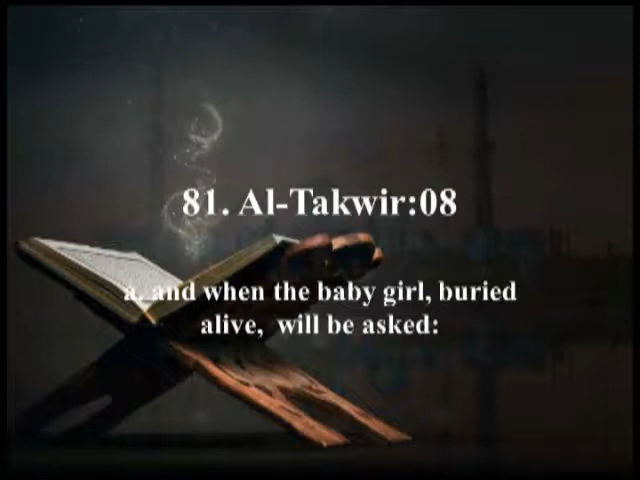 81. Al-Takwir:08
a. and when the baby girl, buried
alive, will be asked: